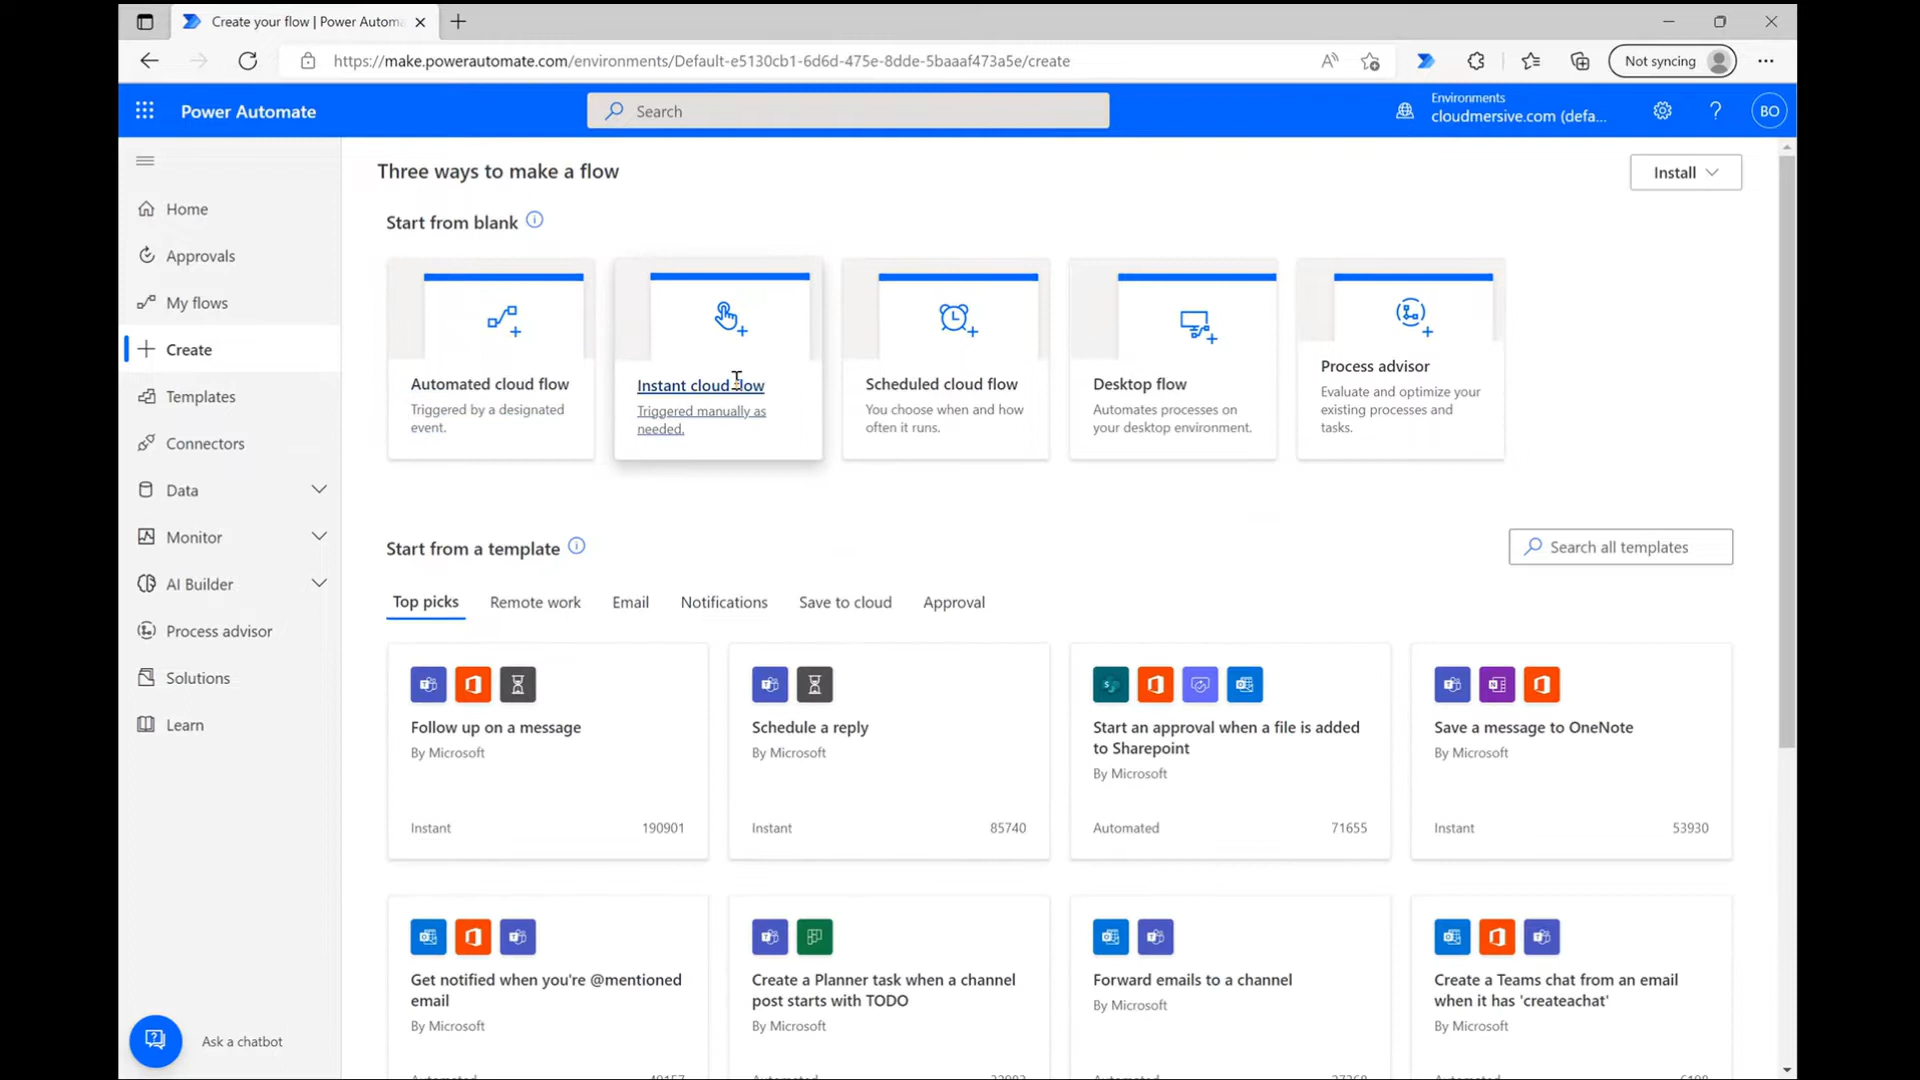 Create your flow | Power Automa
https://make.powerautomate.com/environments/Default-e5130cb1-6d6d-475e-8dde-5baaaf473a5e/create
Not syncing
Power Automate
Search
Environments
cloudmersive.com (defa...
BO
Three ways to make a flow
Install
Home
Approvals
My flows
Create
Templates
Connectors
Data
Monitor
AI Builder
Process advisor
Solutions
Learn
Ask a chatbot
Start from blank
Automated cloud flow
Triggered by a designated
event.
Instant cloud flow
Triggered manually as
needed.
Scheduled cloud flow
You choose when and how
often it runs.
Desktop flow
Automates processes on
your desktop environment.
Process advisor
Evaluate and optimize your
existing processes and
tasks.
Start from a template
Search all templates
Top picks
Remote work
Email
Notifications
Save to cloud
Approval
Follow up on a message
By Microsoft
Instant
190901
Schedule a reply
By Microsoft
Instant
85740
Start an approval when a file is added
to Sharepoint
By Microsoft
Automated
71655
Save a message to OneNote
By Microsoft
Instant
53930
Get notified when you're @mentioned
email
By Microsoft
Create a Planner task when a channel
post starts with TODO
By Microsoft
Forward emails to a channel
By Microsoft
Create a Teams chat from an email
when it has 'createachat'
By Microsoft